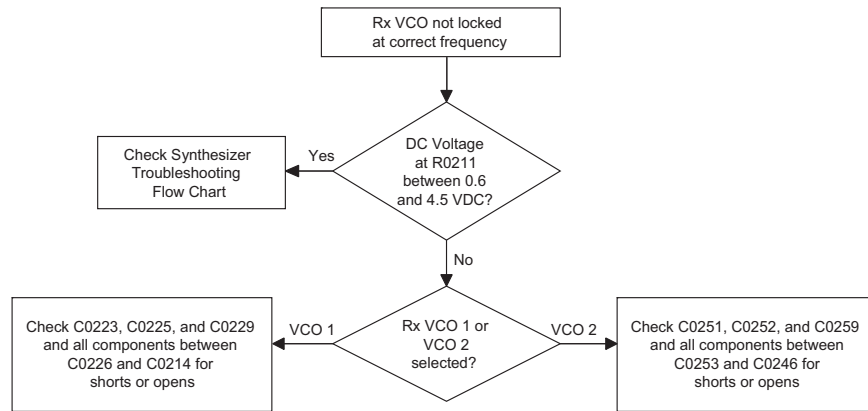 Rx VCO not locked
at correct frequency
DC Voltage
at R0211
between 0.6
and 4.5 VDC?
Yes
Check Synthesizer
Troubleshooting
Flow Chart
No
Rx VCO 1 or
VCO 2
selected?
VCO 1
Check C0223, C0225, and C0229
and all components between
C0226 and C0214 for
shorts or opens
VCO 2
Check C0251, C0252, and C0259
and all components between
C0253 and C0246 for
shorts or opens